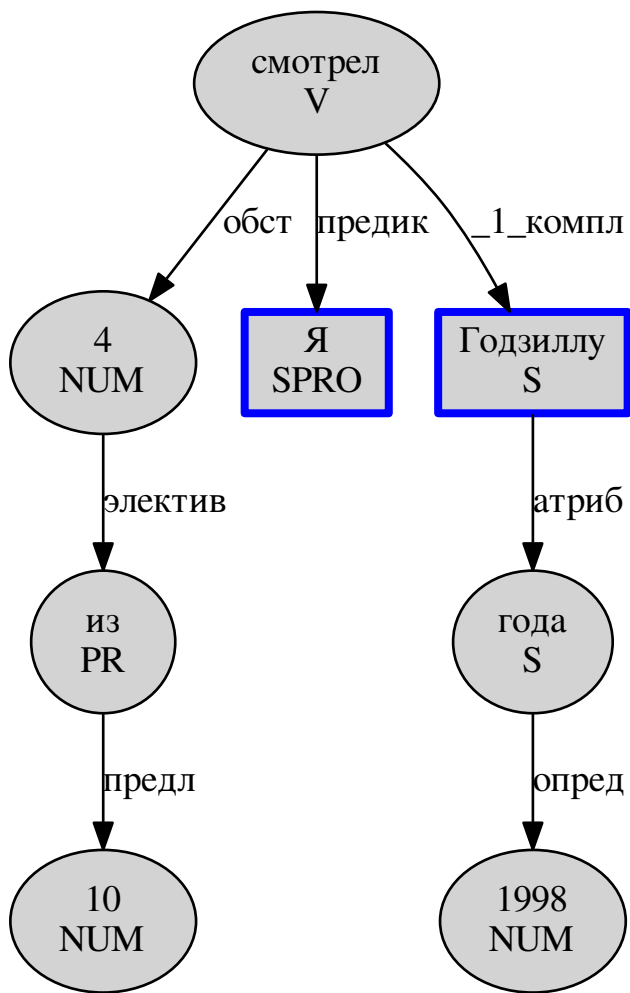 смотрел
V
обст
предик
_1_компл
4
NUM
Я
SPRO
Годзиллу
S
электив
атриб
из
PR
года
S
предл
опред
10
NUM
1998
NUM